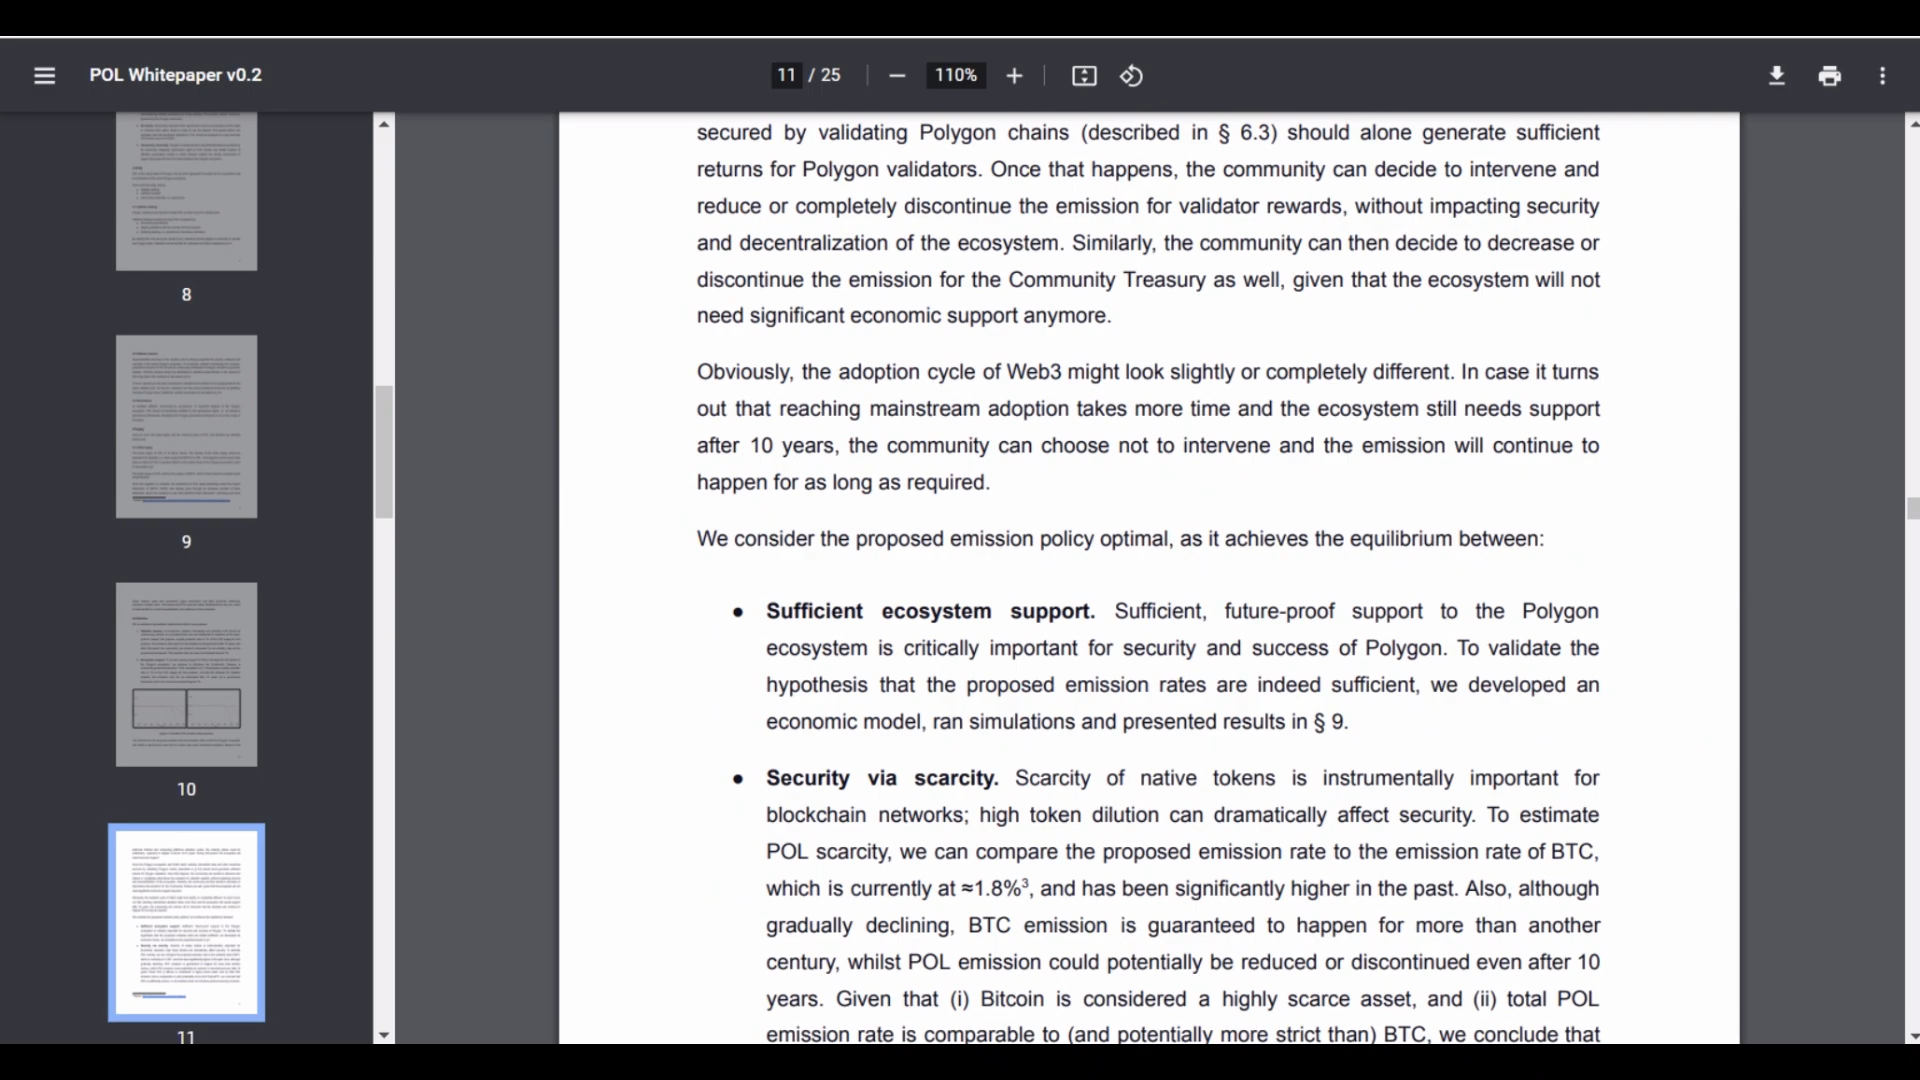 POL Whitepaper v0.2
11 / 25
110%
8
9
10
11
secured by validating Polygon chains (described in § 6.3) should alone generate sufficient
returns for Polygon validators. Once that happens, the community can decide to intervene and
reduce or completely discontinue the emission for validator rewards, without impacting security
and decentralization of the ecosystem. Similarly, the community can then decide to decrease or
discontinue the emission for the Community Treasury as well, given that the ecosystem will not
need significant economic support anymore.
Obviously, the adoption cycle of Web3 might look slightly or completely different. In case it turns
out that reaching mainstream adoption takes more time and the ecosystem still needs support
after 10 years, the community can choose not to intervene and the emission will continue to
happen for as long as required.
We consider the proposed emission policy optimal, as it achieves the equilibrium between:
● Sufficient ecosystem support. Sufficient, future-proof support to the Polygon
ecosystem is critically important for security and success of Polygon. To validate the
hypothesis that the proposed emission rates are indeed sufficient, we developed an
economic model, ran simulations and presented results in § 9.
● Security via scarcity. Scarcity of native tokens is instrumentally important for
blockchain networks; high token dilution can dramatically affect security. To estimate
POL scarcity, we can compare the proposed emission rate to the emission rate of BTC,
which is currently at ≈1.8%³, and has been significantly higher in the past. Also, although
gradually declining, BTC emission is guaranteed to happen for more than another
century, whilst POL emission could potentially be reduced or discontinued even after 10
years. Given that (i) Bitcoin is considered a highly scarce asset, and (ii) total POL
emission rate is comparable to (and potentially more strict than) BTC, we conclude that